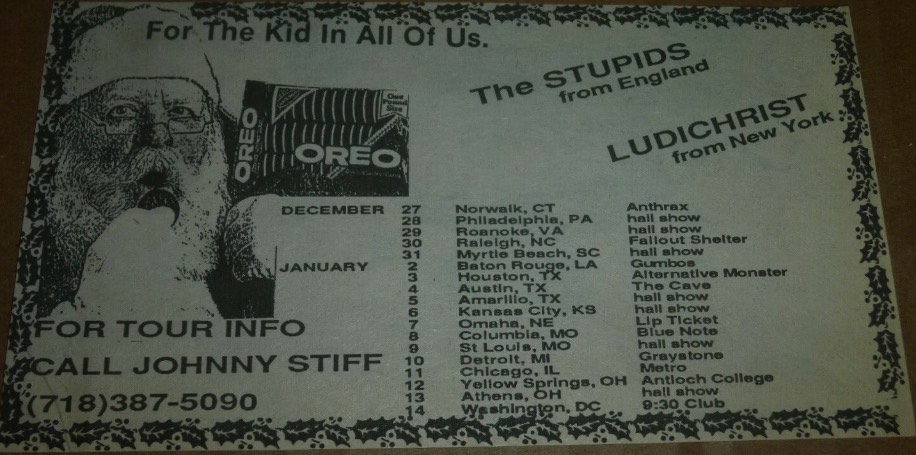 For The Kid In All Of Us.
The STUPIDS
from England
LUDICHRIST
from New York
One
Pound
Size
OREO
OREO
DECEMBER 27 Norwalk, CT Anthrax
28 Philadelphia, PA hall show
29 Roanoke, VA hall show
30 Raleigh, NC Fallout Shelter
31 Myrtle Beach, SC hall show
JANUARY 2 Baton Rouge, LA Gumbos
3 Houston, TX Alternative Monster
4 Austin, TX The Cave
5 Amarillo, TX hall show
6 Kansas City, KS hall show
7 Omaha, NE Lip Ticket
8 Columbia, MO Blue Note
9 St Louis, MO hall show
10 Detroit, MI Graystone
11 Chicago, IL Metro
12 Yellow Springs, OH Antioch College
13 Athens, OH hall show
14 Washington, DC 9:30 Club
FOR TOUR INFO
CALL JOHNNY STIFF
(718)387-5090